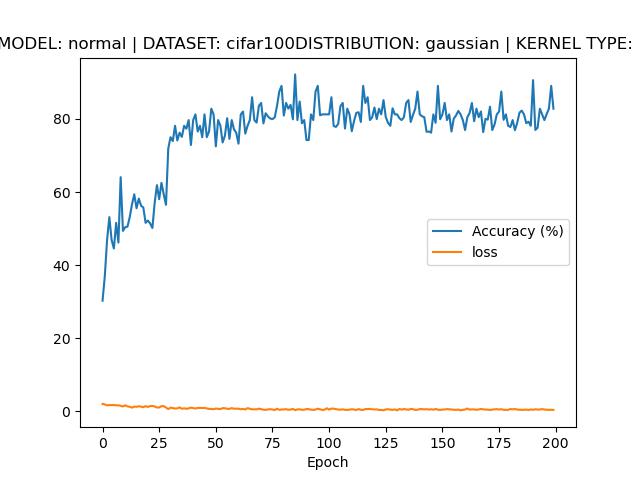 MODEL: normal | DATASET: cifar100DISTRIBUTION: gaussian | KERNEL TYPE:
80
60
40
20
0
Accuracy (%)
loss
0 25 50 75 100 125 150 175 200
Epoch